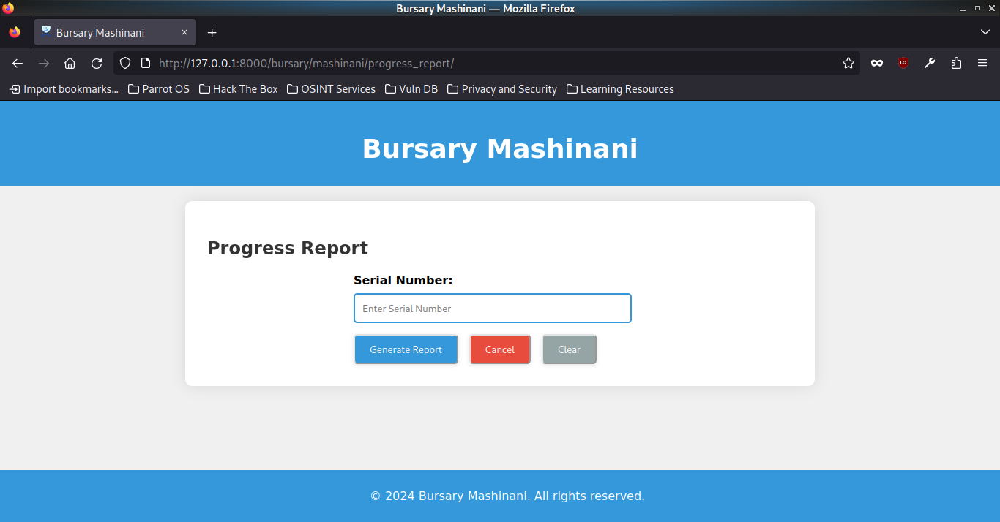 Bursary Mashinani — Mozilla Firefox
Bursary Mashinani
http://127.0.0.1:8000/bursary/mashinani/progress_report/
Import bookmarks... Parrot OS Hack The Box OSINT Services Vuln DB Privacy and Security Learning Resources
Bursary Mashinani
Progress Report
Serial Number:
Enter Serial Number
Generate Report Cancel Clear
© 2024 Bursary Mashinani. All rights reserved.